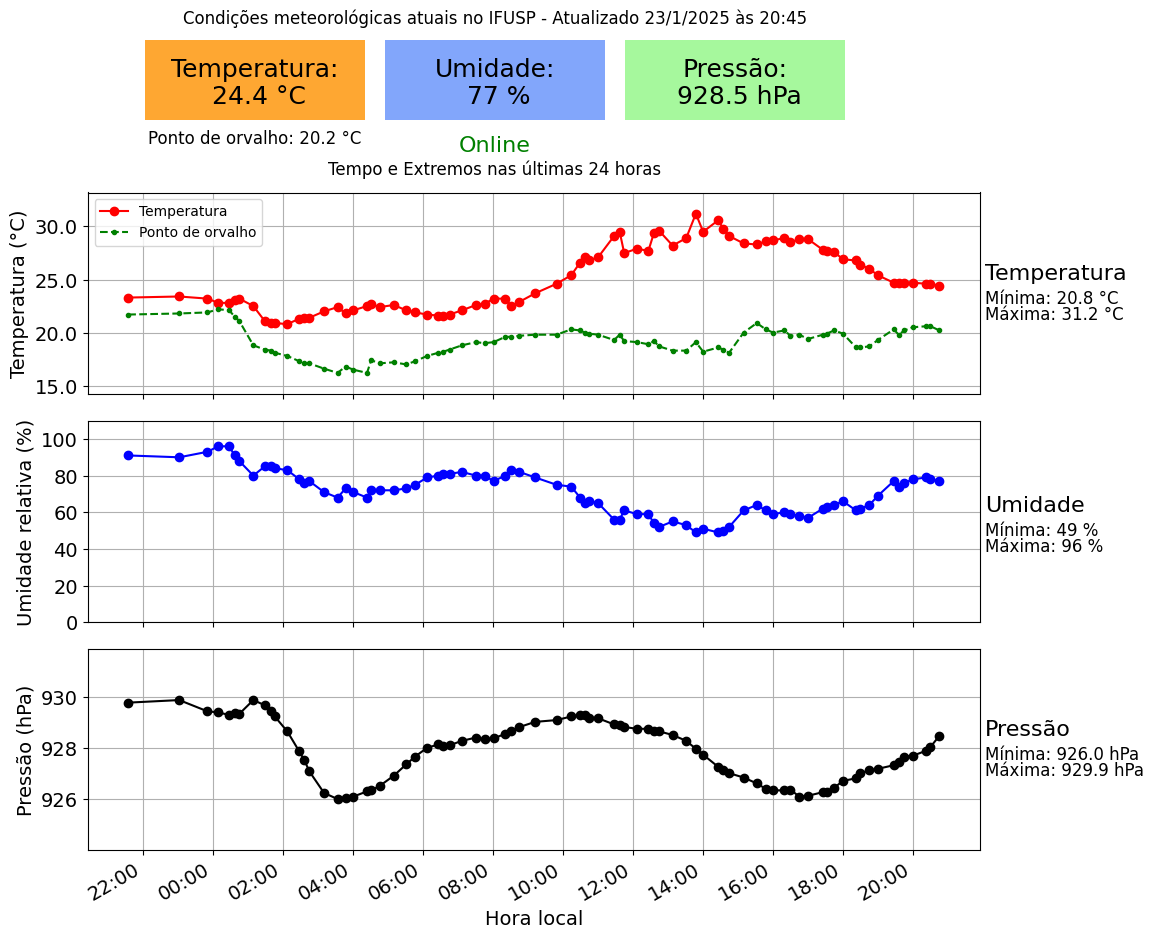 Condições meteorológicas atuais no IFUSP - Atualizado 23/1/2025 às 20:45
Temperatura:
24.4 °C
Umidade:
77 %
Pressão:
928.5 hPa
Ponto de orvalho: 20.2 °C
Online
Tempo e Extremos nas últimas 24 horas
Temperatura (°C)
30.0
25.0
20.0
15.0
Temperatura
Ponto de orvalho
Temperatura
Mínima: 20.8 °C
Máxima: 31.2 °C
Umidade relativa (%)
100
80
60
40
20
0
Umidade
Mínima: 49 %
Máxima: 96 %
Pressão (hPa)
930
928
926
Pressão
Mínima: 926.0 hPa
Máxima: 929.9 hPa
22:00 00:00 02:00 04:00 06:00 08:00 10:00 12:00 14:00 16:00 18:00 20:00
Hora local